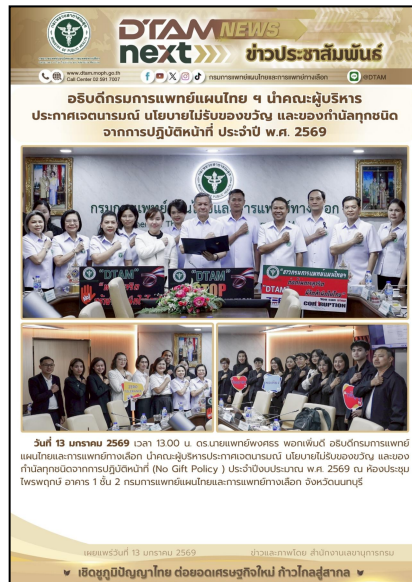 DTAM NEWS
next
ข่าวประชาสัมพันธ์
www.dtam.moph.go.th
Call Center 02 591 7007
กรมการแพทย์แผนไทยและการแพทย์ทางเลือก
@DTAM
อธิบดีกรมการแพทย์แผนไทย ฯ นำคณะผู้บริหาร
ประกาศเจตนารมณ์ นโยบายไม่รับของขวัญ และของกำนัลทุกชนิด
จากการปฏิบัติหน้าที่ ประจำปี พ.ศ. 2569
"DTAM"
"DTAM"
STOP
"DTAM"
วันที่ 13 มกราคม 2569 เวลา 13.00 น. ดร.นายแพทย์พงศธร พอกเพิ่มดี อธิบดีกรมการแพทย์
แผนไทยและการแพทย์ทางเลือก นำคณะผู้บริหารประกาศเจตนารมณ์ นโยบายไม่รับของขวัญ และของ
กำนัลทุกชนิดจากการปฏิบัติหน้าที่ (No Gift Policy ) ประจำปีงบประมาณ พ.ศ. 2569 ณ ห้องประชุม
ไพรพฤกษ์ อาคาร 1 ชั้น 2 กรมการแพทย์แผนไทยและการแพทย์ทางเลือก จังหวัดนนทบุรี
เผยแพร่วันที่ 13 มกราคม 2569
ข่าวและภาพโดย สำนักงานเลขานุการกรม
เชิดชูภูมิปัญญาไทย ต่อยอดเศรษฐกิจใหม่ ก้าวไกลสู่สากล